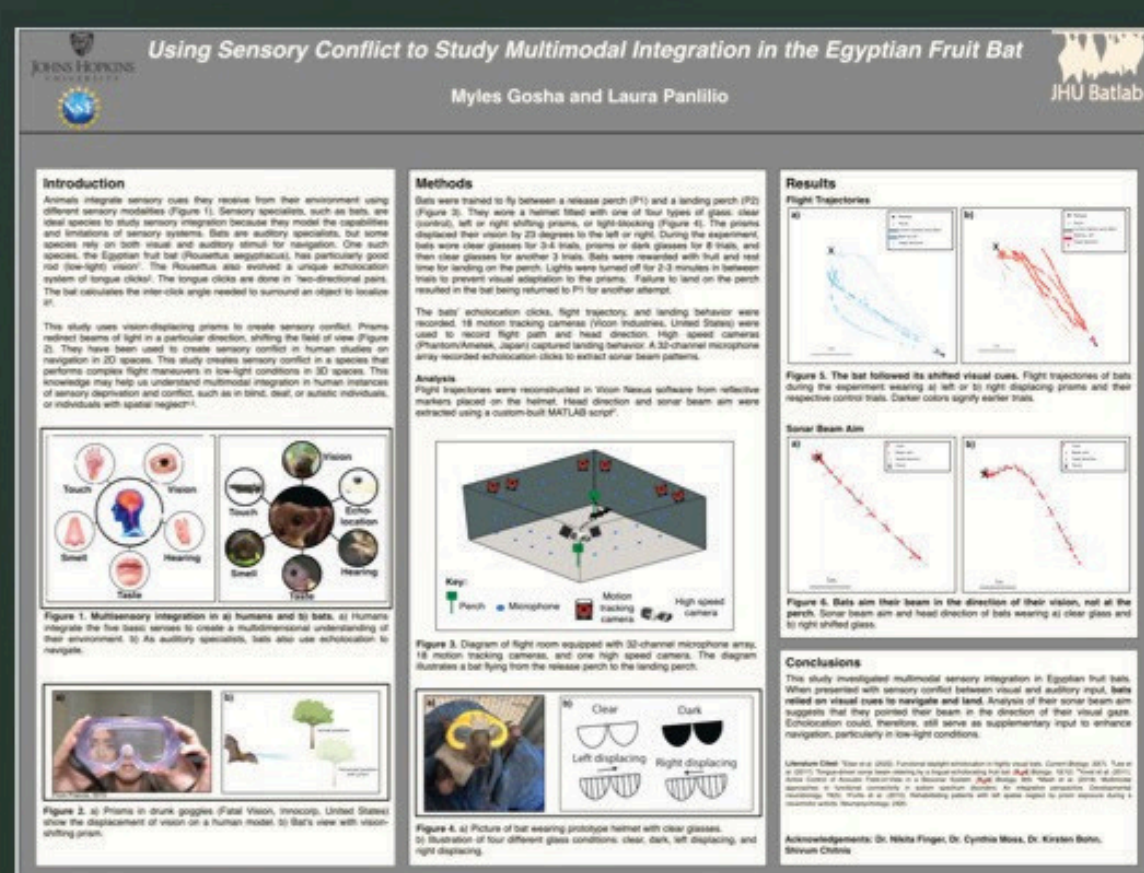 JOHNS HOPKINS
UNIVERSITY
NSF
Using Sensory Conflict to Study Multimodal Integration in the Egyptian Fruit Bat
Myles Gosha and Laura Panlilio
JHU Batlab
Introduction
Animals integrate sensory cues they receive from their environment using
different sensory modalities (Figure 1). Sensory specialists, such as bats, are
ideal species to study sensory integration because they model the capabilities
and limitations of sensory systems. Bats are auditory specialists, but some
species rely on both visual and auditory stimuli for navigation. One such
species, the Egyptian fruit bat (Rousettus aegyptiacus), has particularly good
rod (low-light) vision. The Rousettus also evolved a unique echolocation
system of tongue clicks. The tongue clicks are done in two-directional pairs.
The bat calculates the inter-click angle needed to surround an object to localize
This study uses vision-displacing prisms to create sensory conflict. Prisms
redirect beams of light in a particular direction, shifting the field of view (Figure
2). They have been used to create sensory conflict in human studies on
navigation in 2D spaces. This study creates sensory conflict in a species that
performs complex flight maneuvers in low-light conditions in 3D spaces. This
knowledge may help us understand multimodal integration in human instances
of sensory deprivation and conflict, such as in blind, deaf, or autistic individuals,
or individuals with spatial neglect
Touch
Vision
Smell
Hearing
Taste
Vision
Touch
Echo-
location
Smell
Hearing
Taste
Figure 1. Multisensory integration in a) humans and b) bats. a) Humans
integrate the five basic senses to create a multidimensional understanding of
their environment. b) As auditory specialists, bats also use echolocation to
navigate.
a)
b)
Figure 2. a) Prisms in drunk goggles (Fatal Vision, Innocorp, United States)
show the displacement of vision on a human model. b) Bat's view with vision-
shifting prism.
Methods
Bats were trained to fly between a release perch (P1) and a landing perch (P2)
(Figure 3). They wore a helmet fitted with one of four types of glass: clear
(control), left or right shifting prisms, or light-blocking (Figure 4). The prisms
displaced their vision by 23 degrees to the left or right. During the experiment,
bats wore clear glasses for 3-4 trials, prisms or dark glasses for 8 trials, and
then clear glasses for another 3 trials. Bats were rewarded with fruit and rest
time for landing on the perch. Lights were turned off for 2-3 minutes in between
trials to prevent visual adaptation to the prisms. Failure to land on the perch
resulted in the bat being returned to P1 for another attempt.
The bats' echolocation clicks, flight trajectory, and landing behavior were
recorded. 18 motion tracking cameras (Vicon Industries, United States) were
used to record flight path and head direction. High speed cameras
(Phantom/Ametek, Japan) captured landing behavior. A 32-channel microphone
array recorded echolocation clicks to extract sonar beam patterns.
Analysis
Flight trajectories were reconstructed in Vicon Nexus software from reflective
markers placed on the helmet. Head direction and sonar beam aim were
extracted using a custom-built MATLAB script
Key:
Perch
Microphone
Motion
tracking
camera
High speed
camera
Figure 3. Diagram of flight room equipped with 32-channel microphone array,
18 motion tracking cameras, and one high speed camera. The diagram
illustrates a bat flying from the release perch to the landing perch.
a)
b)
Clear
Dark
Left displacing
Right displacing
Figure 4. a) Picture of bat wearing prototype helmet with clear glasses.
b) Illustration of four different glass conditions: clear, dark, left displacing, and
right displacing.
Results
Flight Trajectories
a)
b)
Figure 5. The bat followed its shifted visual cues. Flight trajectories of bats
during the experiment wearing a) left or b) right displacing prisms and their
respective control trials. Darker colors signify earlier trials.
Sonar Beam Aim
a)
b)
Figure 6. Bats aim their beam in the direction of their vision, not at the
perch. Sonar beam aim and head direction of bats wearing a) clear glass and
b) right shifted glass.
Conclusions
This study investigated multimodal sensory integration in Egyptian fruit bats.
When presented with sensory conflict between visual and auditory input, bats
relied on visual cues to navigate and land. Analysis of their sonar beam aim
suggests that they pointed their beam in the direction of their visual gaze.
Echolocation could, therefore, still serve as supplementary input to enhance
navigation, particularly in low-light conditions.
Literature Cited
Acknowledgements: Dr. Nikita Finger, Dr. Cynthia Moss, Dr. Kirsten Bohn,
Shivum Chitnis